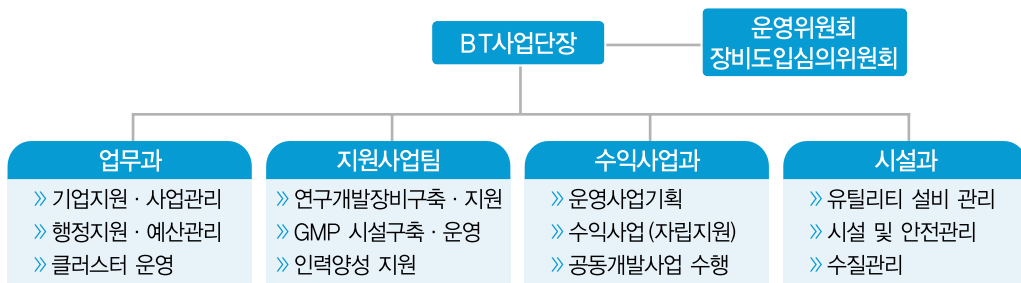 BT사업단장
운영위원회
장비도입심의위원회
업무과
» 기업지원 · 사업관리
» 행정지원 · 예산관리
» 클러스터 운영
지원사업팀
» 연구개발장비구축 · 지원
» GMP 시설구축 · 운영
» 인력양성 지원
수익사업과
» 운영사업기획
» 수익사업(자립지원)
» 공동개발사업 수행
시설과
» 유틸리티 설비 관리
» 시설 및 안전관리
» 수질관리